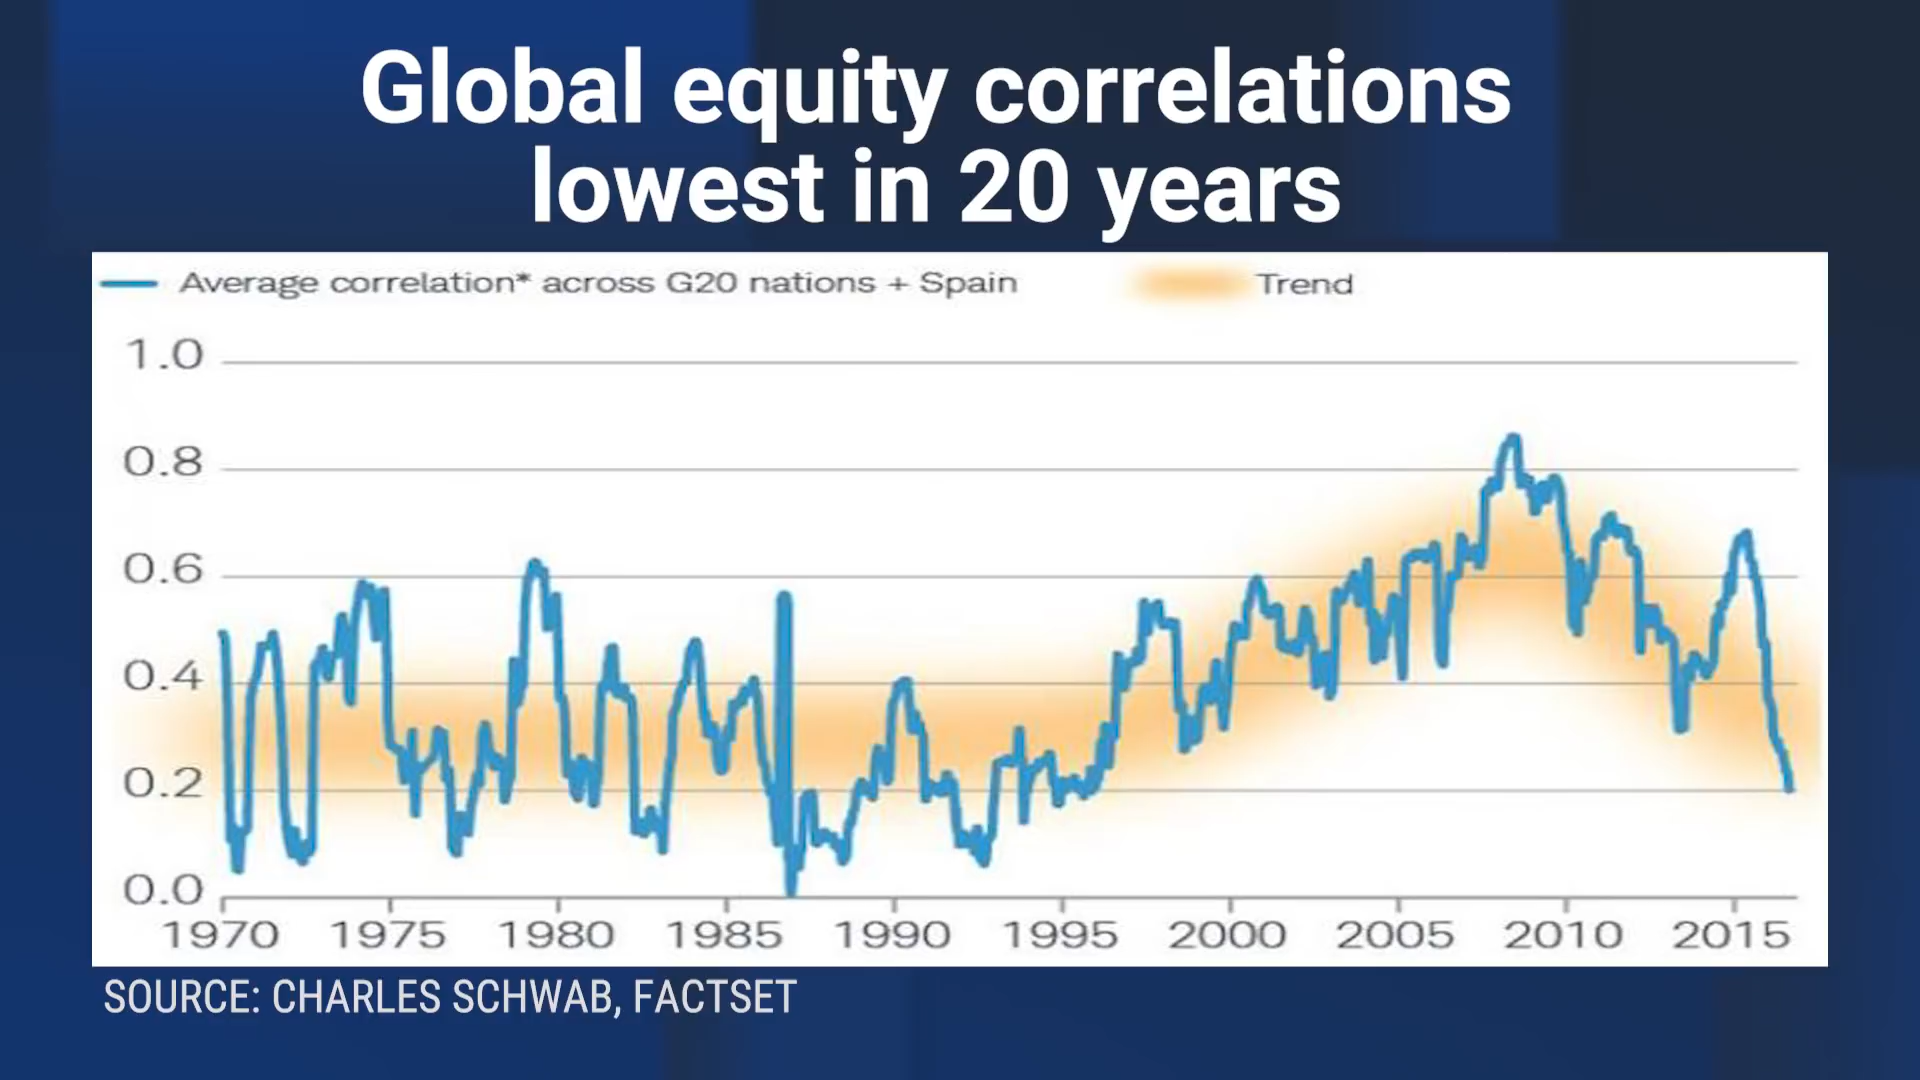 Global equity correlations
lowest in 20 years
Average correlation* across G20 nations + Spain
Trend
1.0
0.8
0.6
0.4
0.2
0.0
1970 1975 1980 1985 1990 1995 2000 2005 2010 2015
SOURCE: CHARLES SCHWAB, FACTSET